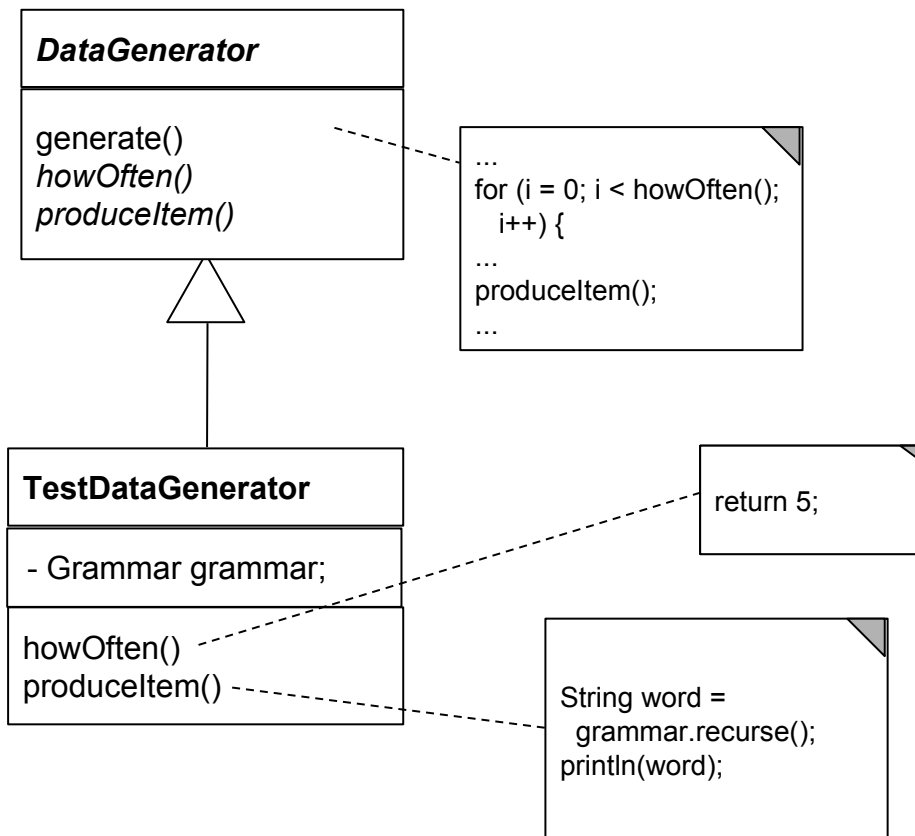 DataGenerator
generate()
howOften()
produceItem()
...
for (i = 0; i < howOften();
i++) {
...
produceItem();
...
TestDataGenerator
- Grammar grammar;
howOften()
produceItem()
return 5;
String word =
grammar.recurse();
println(word);